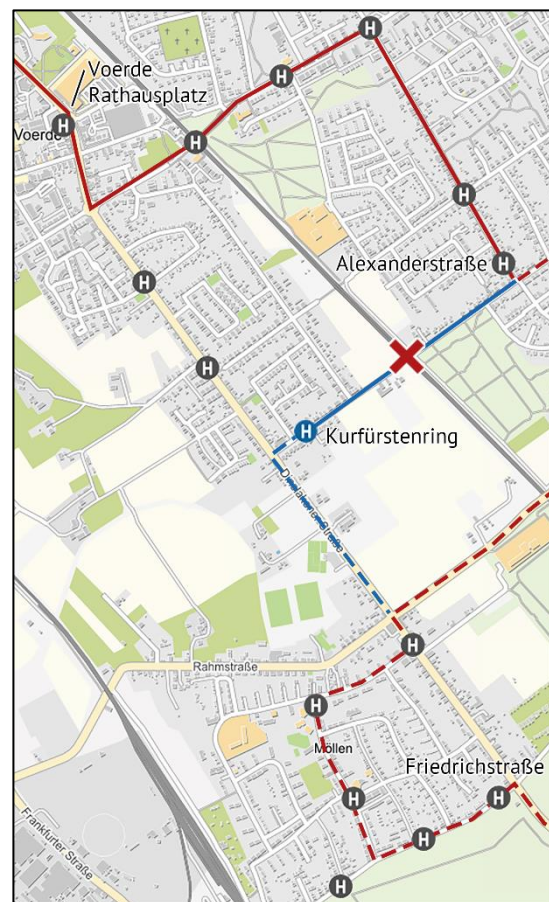 Voerde
Rathausplatz
H
H
H
Voerde
H
H
Alexanderstraße
H
H
H
H
Kurfürstenring
Dinslakener Straße
H
Rahmstraße
H
Möllen
Friedrichstraße
H
H
H
Frankfurter Straße
H